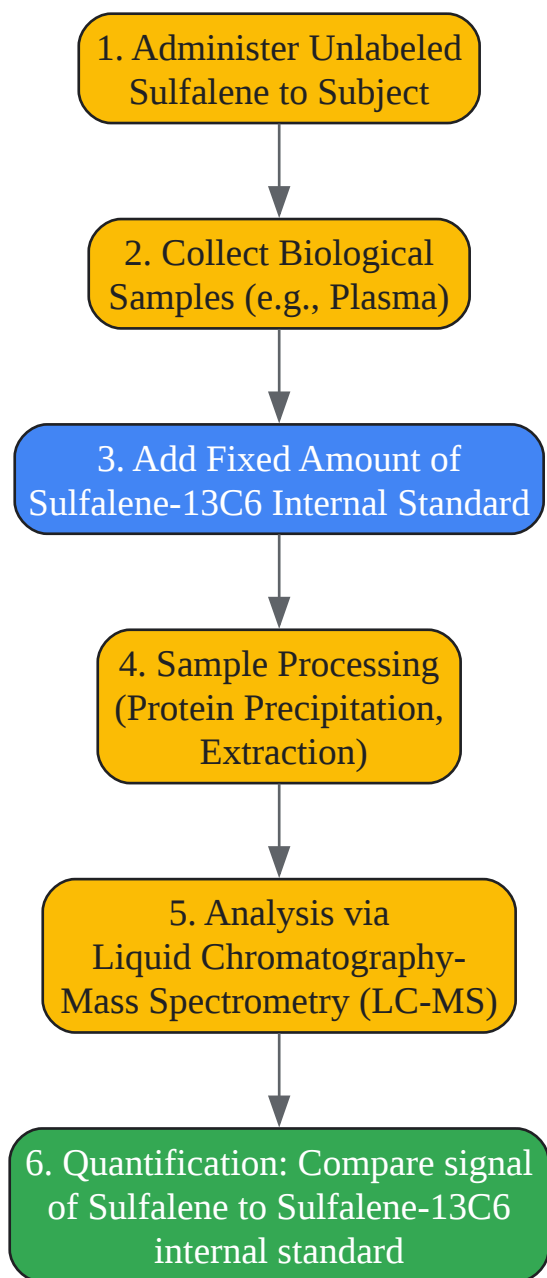 1. Administer Unlabeled
Sulfalene to Subject
2. Collect Biological
Samples (e.g., Plasma)
3. Add Fixed Amount of
Sulfalene-13C6 Internal Standard
4. Sample Processing
(Protein Precipitation,
Extraction)
5. Analysis via
Liquid Chromatography-
Mass Spectrometry (LC-MS)
6. Quantification: Compare signal
of Sulfalene to Sulfalene-13C6
internal standard